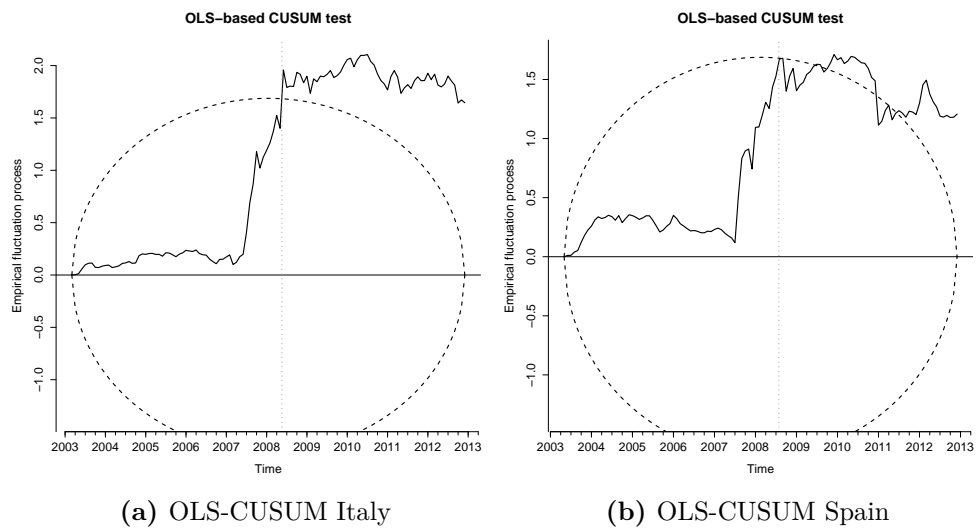 OLS−based CUSUM test
Empirical fluctuation process
2.0
1.5
1.0
0.5
0.0
−0.5
−1.0
2003 2004 2005 2006 2007 2008 2009 2010 2011 2012 2013
Time
(a) OLS-CUSUM Italy
OLS−based CUSUM test
Empirical fluctuation process
1.5
1.0
0.5
0.0
−0.5
−1.0
2003 2004 2005 2006 2007 2008 2009 2010 2011 2012 2013
Time
(b) OLS-CUSUM Spain